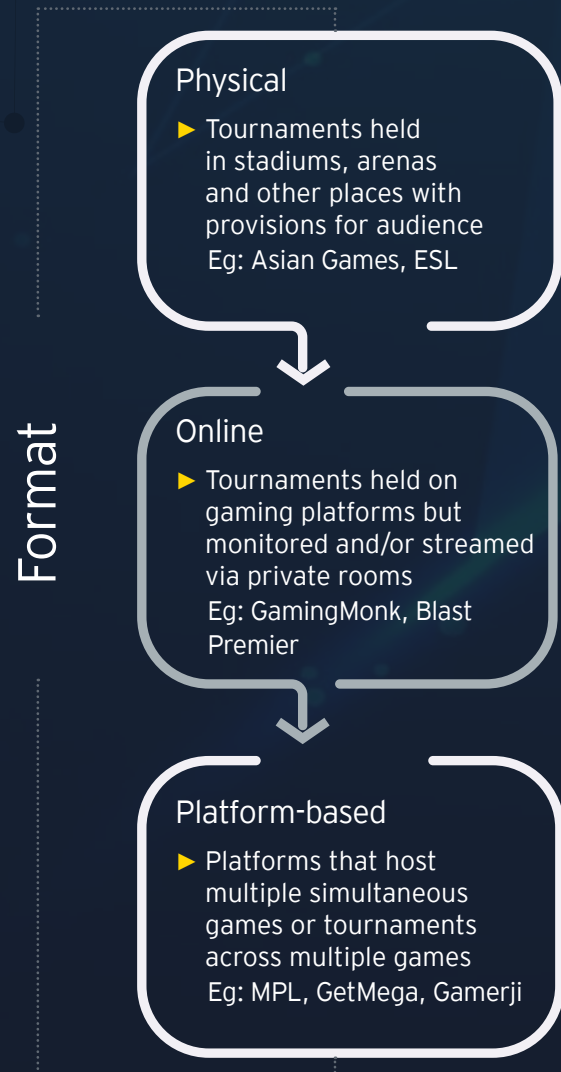 Format
Physical
► Tournaments held
in stadiums, arenas
and other places with
provisions for audience
Eg: Asian Games, ESL
Online
► Tournaments held on
gaming platforms but
monitored and/or streamed
via private rooms
Eg: GamingMonk, Blast
Premier
Platform-based
► Platforms that host
multiple simultaneous
games or tournaments
across multiple games
Eg: MPL, GetMega, Gamerji